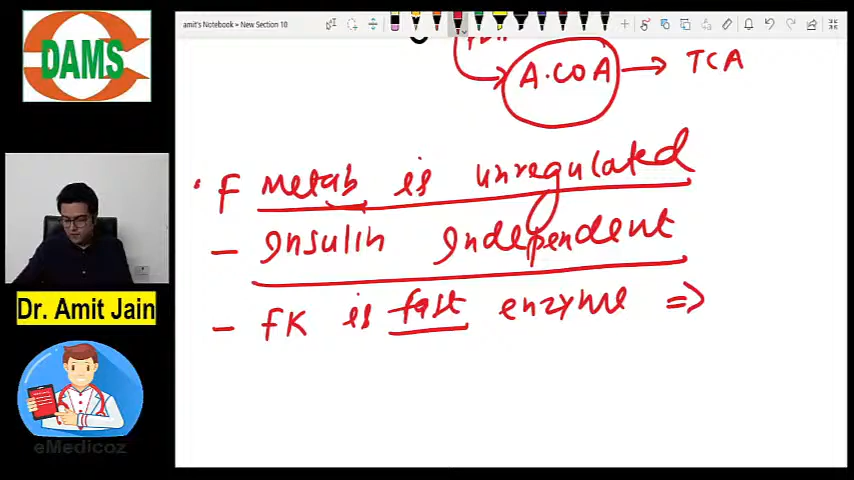 amit's Notebook > New Section 10
DAMS
A.COA → TCA
• F Metab is unregulated
- Insulin Independent
- FK is fast enzyme ⇒
Dr. Amit Jain
eMedicoz